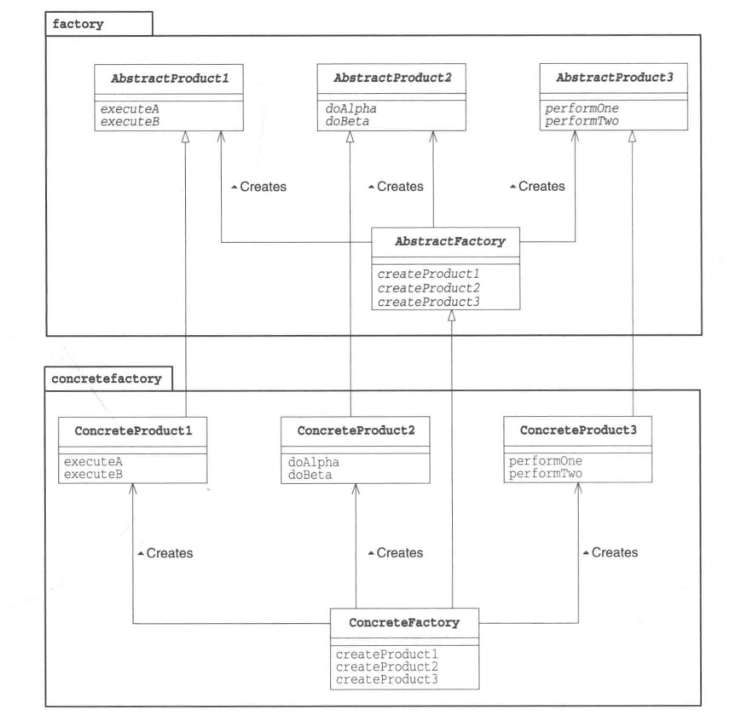 factory
AbstractProduct1
executeA
executeB
AbstractProduct2
doAlpha
doBeta
AbstractProduct3
performOne
performTwo
Creates
Creates
Creates
AbstractFactory
createProduct1
createProduct2
createProduct3
concretefactory
ConcreteProduct1
executeA
executeB
ConcreteProduct2
doAlpha
doBeta
ConcreteProduct3
performOne
performTwo
Creates
Creates
Creates
ConcreteFactory
createProduct1
createProduct2
createProduct3